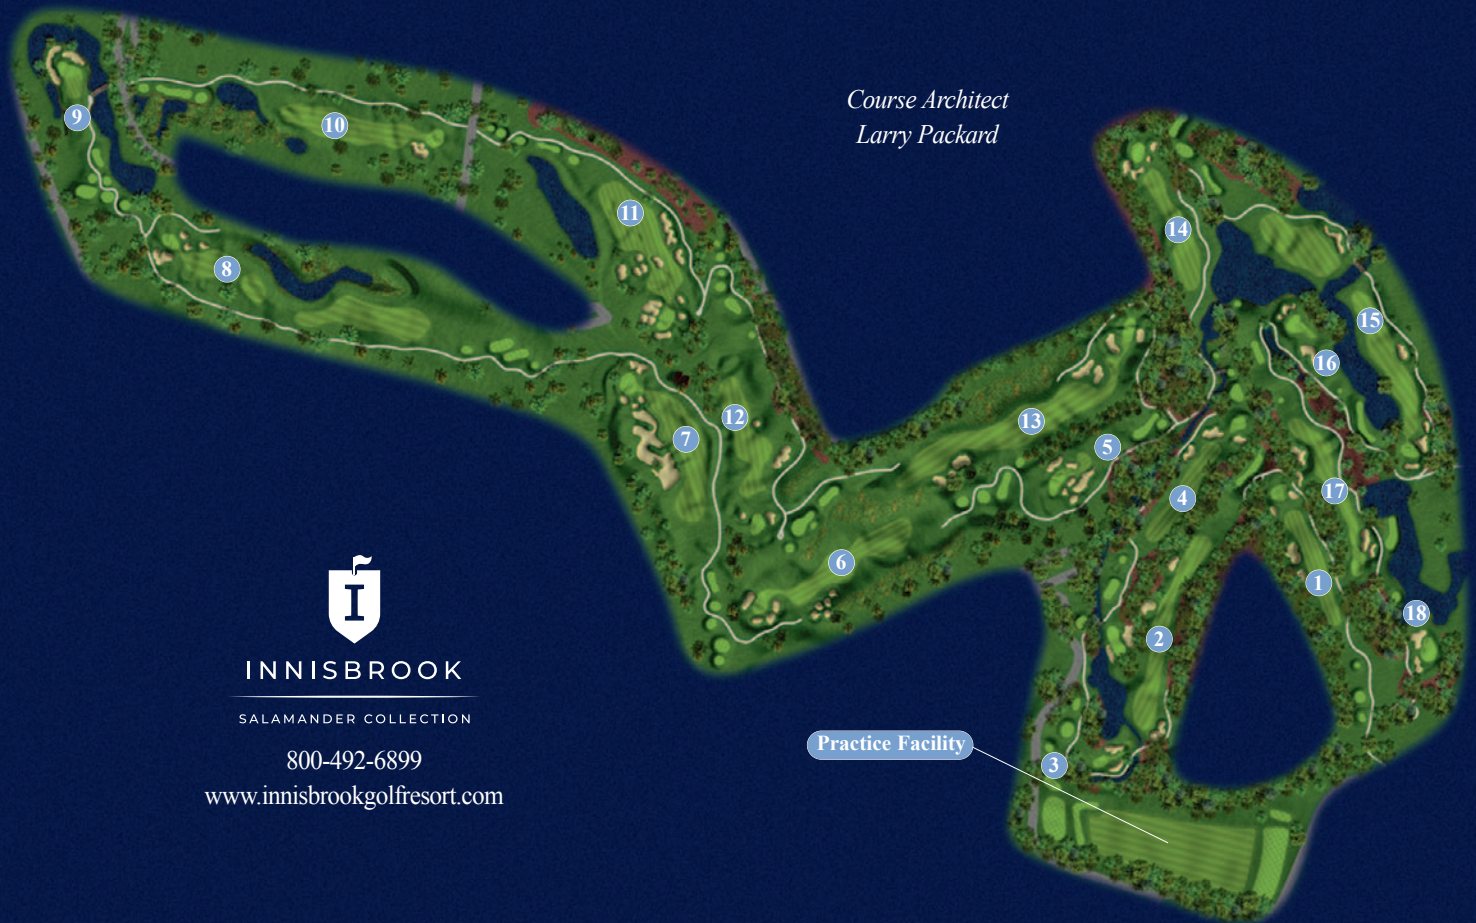 Course Architect
Larry Packard
9
10
11
14
8
15
16
12
13
7
5
17
4
6
1
18
2
I
INNISBROOK
SALAMANDER COLLECTION
800-492-6899
www.innisbrookgolfresort.com
Practice Facility
3